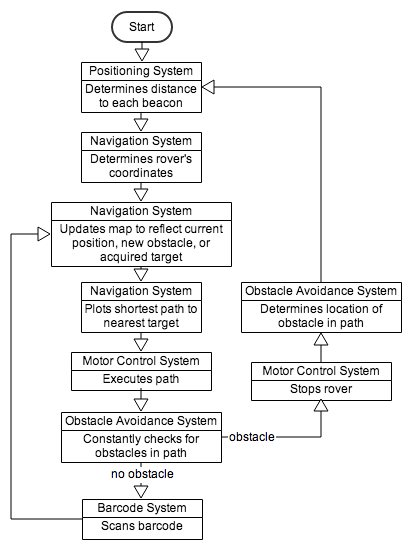 Start
Positioning System
Determines distance
to each beacon
Navigation System
Determines rover's
coordinates
Navigation System
Updates map to reflect current
position, new obstacle, or
acquired target
Navigation System
Plots shortest path to
nearest target
Motor Control System
Executes path
Obstacle Avoidance System
Constantly checks for
obstacles in path
obstacle
no obstacle
Barcode System
Scans barcode
Motor Control System
Stops rover
Obstacle Avoidance System
Determines location of
obstacle in path